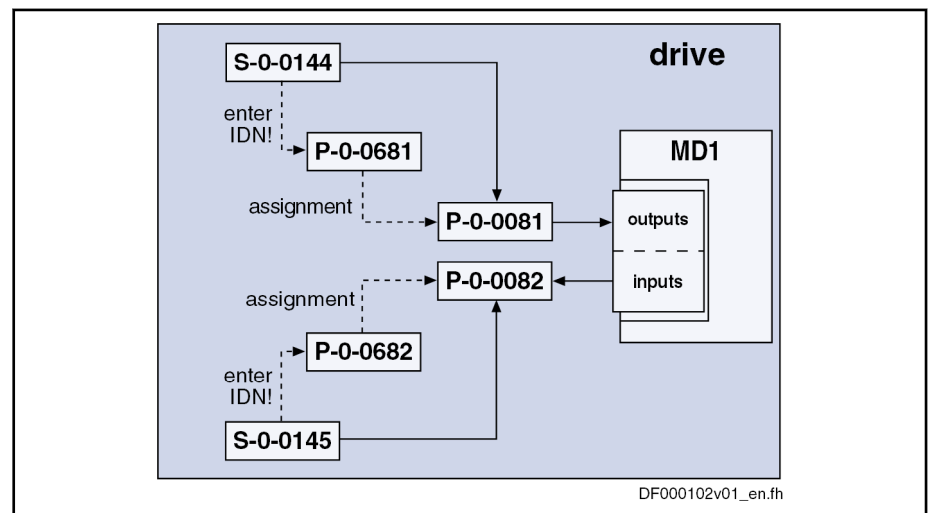 drive
S-0-0144
enter
IDN!
P-0-0681
MD1
assignment
P-0-0081
outputs
P-0-0082
inputs
assignment
P-0-0682
enter
IDN!
S-0-0145
DF000102v01_en.fh